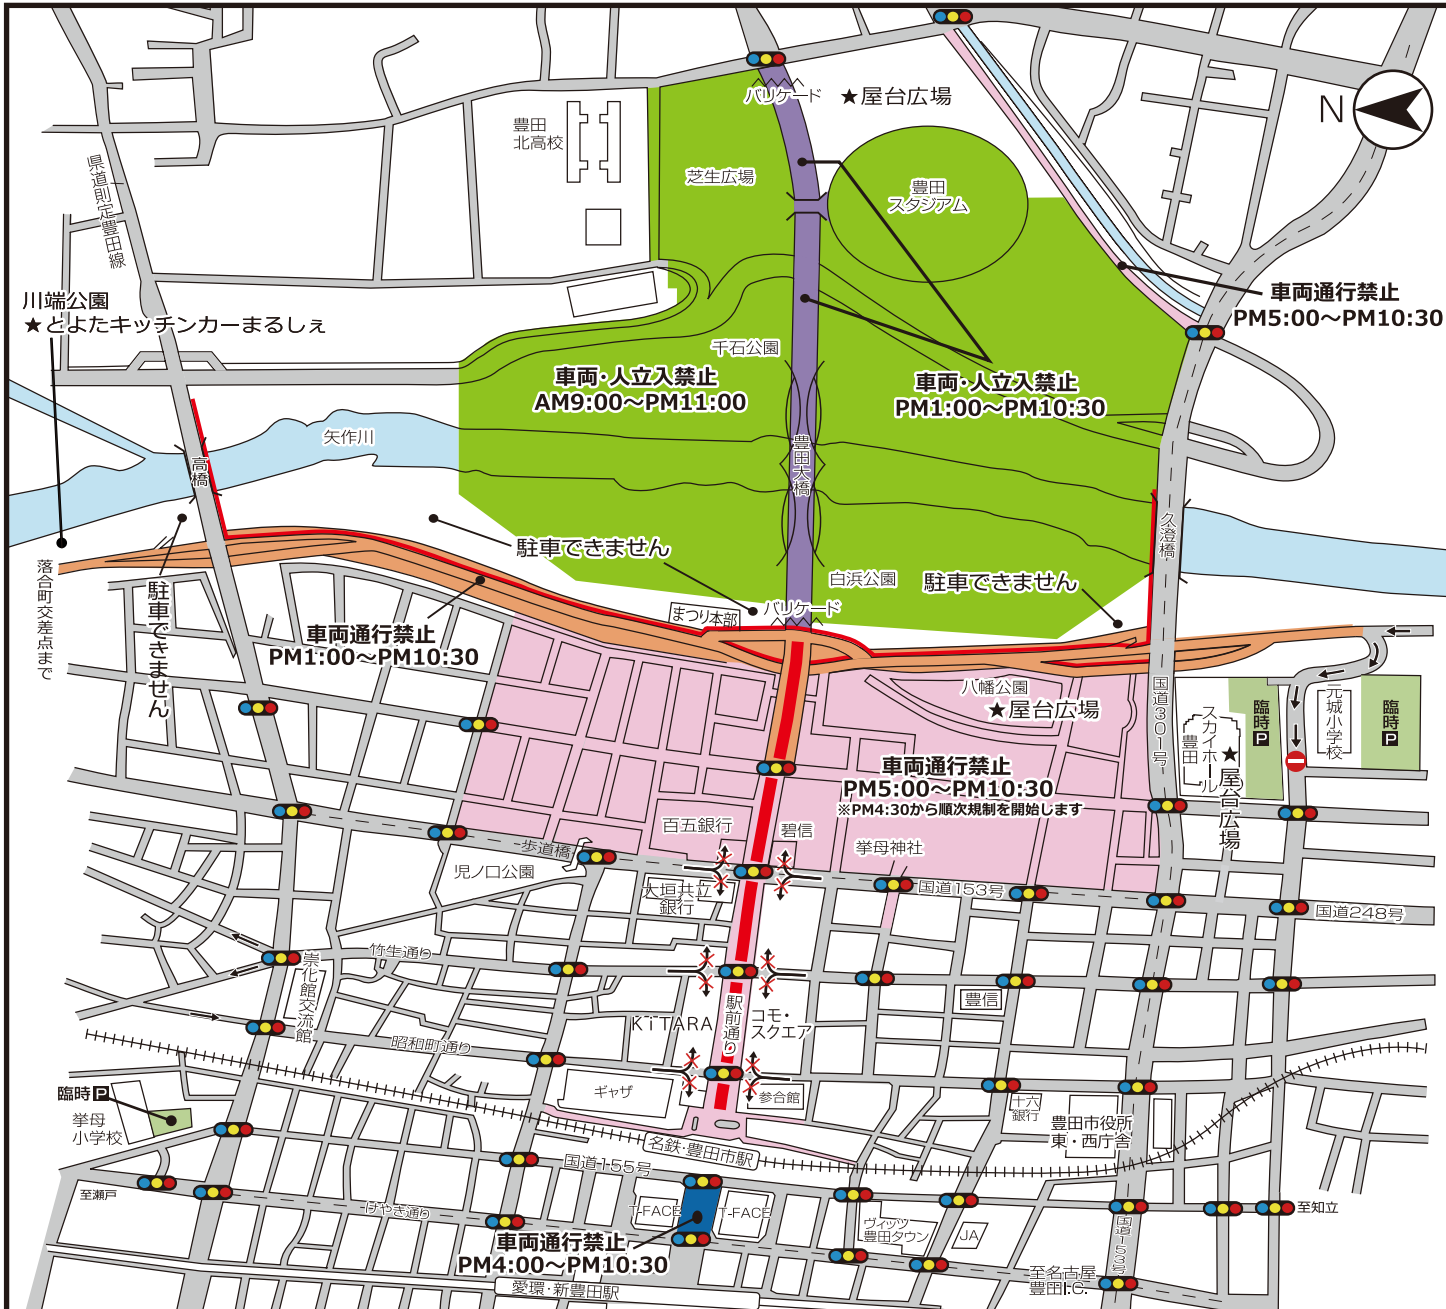 バリケード
★屋台広場
N
豊田
北高校
芝生広場
豊田
スタジアム
県道則定豊田線
川端公園
★とよたキッチンカーまるしぇ
車両通行禁止
PM5:00〜PM10:30
千石公園
車両・人立入禁止
AM9:00〜PM11:00
車両・人立入禁止
PM1:00〜PM10:30
矢作川
高橋
豊田大橋
久澄橋
駐車できません
白浜公園
駐車できません
落合町交差点まで
駐車できません
まつり本部
バリケード
車両通行禁止
PM1:00〜PM10:30
八幡公園
★屋台広場
国道301号
スカイホール
豊田
★屋台広場
臨時P
元城小学校
臨時P
車両通行禁止
PM5:00〜PM10:30
※PM4:30から順次規制を開始します
百五銀行
碧信
歩道橋
児ノ口公園
挙母神社
大垣共立
銀行
国道153号
国道248号
竹生通り
崇化館交流館
豊信
KiTARA
駅前通り
コモ・
スクエア
昭和町通り
ギャザ
参合館
臨時P
挙母
小学校
十六
銀行
豊田市役所
東・西庁舎
名鉄・豊田市駅
国道155号
至瀬戸
けやき通り
T-FACE
T-FACE
至知立
ヴィッツ
豊田タウン
JA
国道153号
車両通行禁止
PM4:00〜PM10:30
至名古屋
豊田I.C.
愛環・新豊田駅